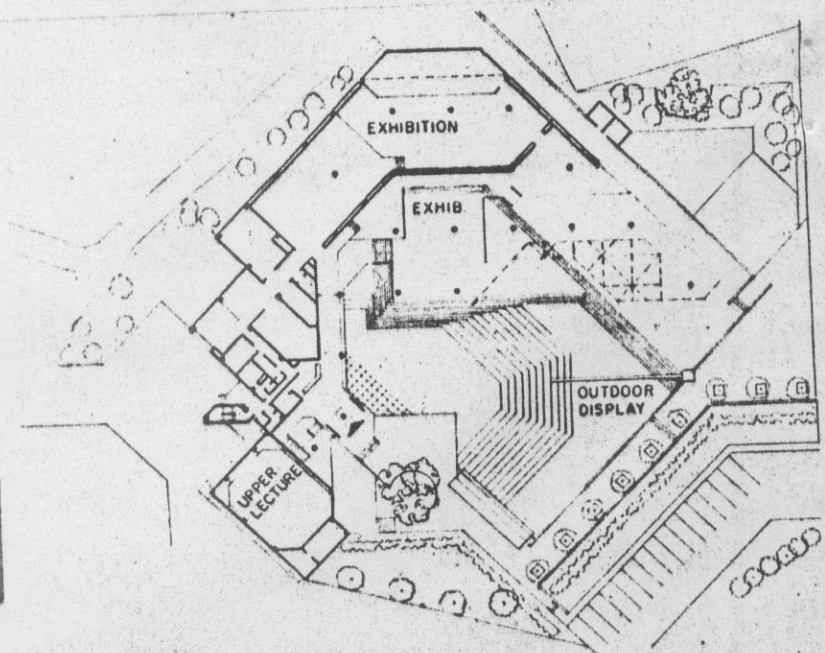 EXHIBITION
EXHIB
OUTDOOR
DISPLAY
UPPER
LECTURE